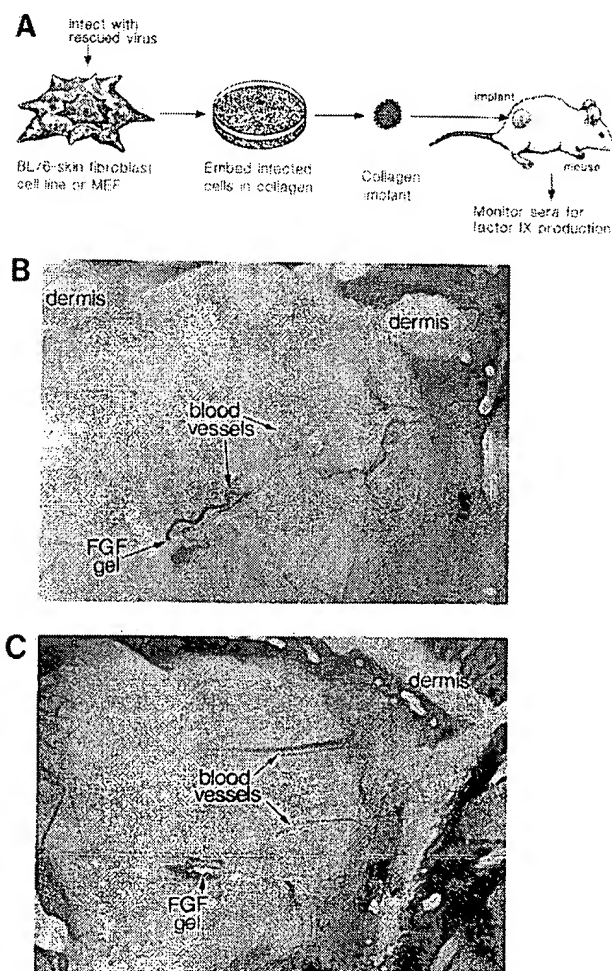 A
Infect with
rescued virus
BL/6-skin fibroblast
cell line or MEF
Embed infected
cells in collagen
Collagen
implant
implant
mouse
Monitor sera for
factor IX production
B
dermis
dermis
blood
vessels
FGF
gel
C
dermis
blood
vessels
FGF
gel